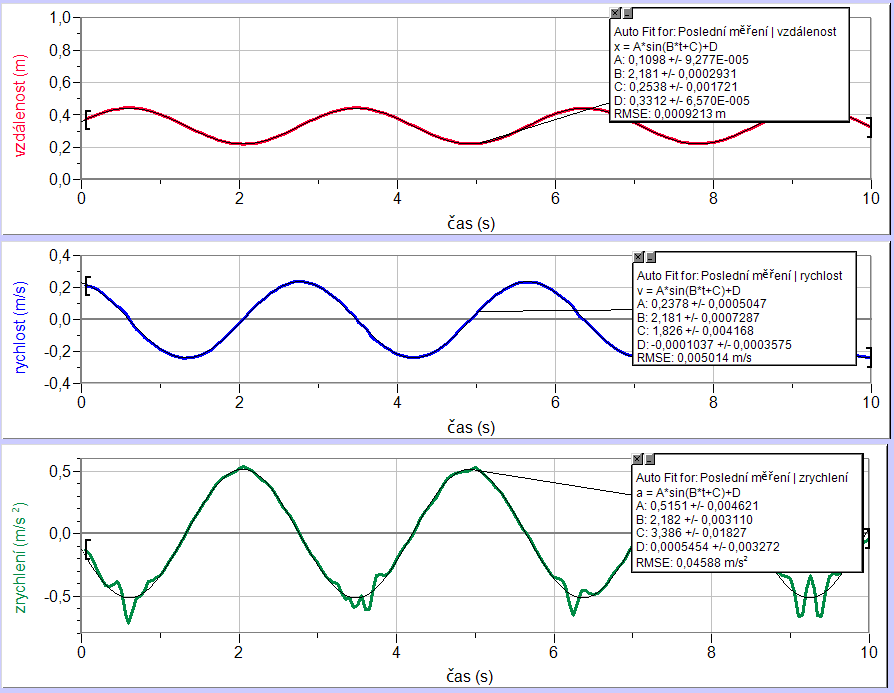 1,0
0,8
0,6
0,4
0,2
0,0
vzdálenost (m)
0 2 4 6 8 10
čas (s)
Auto Fit for: Poslední měření | vzdálenost
x = A*sin(B*t+C)+D
A: 0,1098 +/- 9,277E-005
B: 2,181 +/- 0,0002931
C: 0,2538 +/- 0,001721
D: 0,3312 +/- 6,570E-005
RMSE: 0,0009213 m
0,4
0,2
0,0
-0,2
-0,4
rychlost (m/s)
0 2 4 6 8 10
čas (s)
Auto Fit for: Poslední měření | rychlost
v = A*sin(B*t+C)+D
A: 0,2378 +/- 0,0005047
B: 2,181 +/- 0,0007287
C: 1,826 +/- 0,004168
D: -0,0001037 +/- 0,0003575
RMSE: 0,005014 m/s
0,5
0,0
-0,5
zrychlení (m/s²)
0 2 4 6 8 10
čas (s)
Auto Fit for: Poslední měření | zrychlení
a = A*sin(B*t+C)+D
A: 0,5151 +/- 0,004621
B: 2,182 +/- 0,003110
C: 3,386 +/- 0,01827
D: 0,0005454 +/- 0,003272
RMSE: 0,04588 m/s²